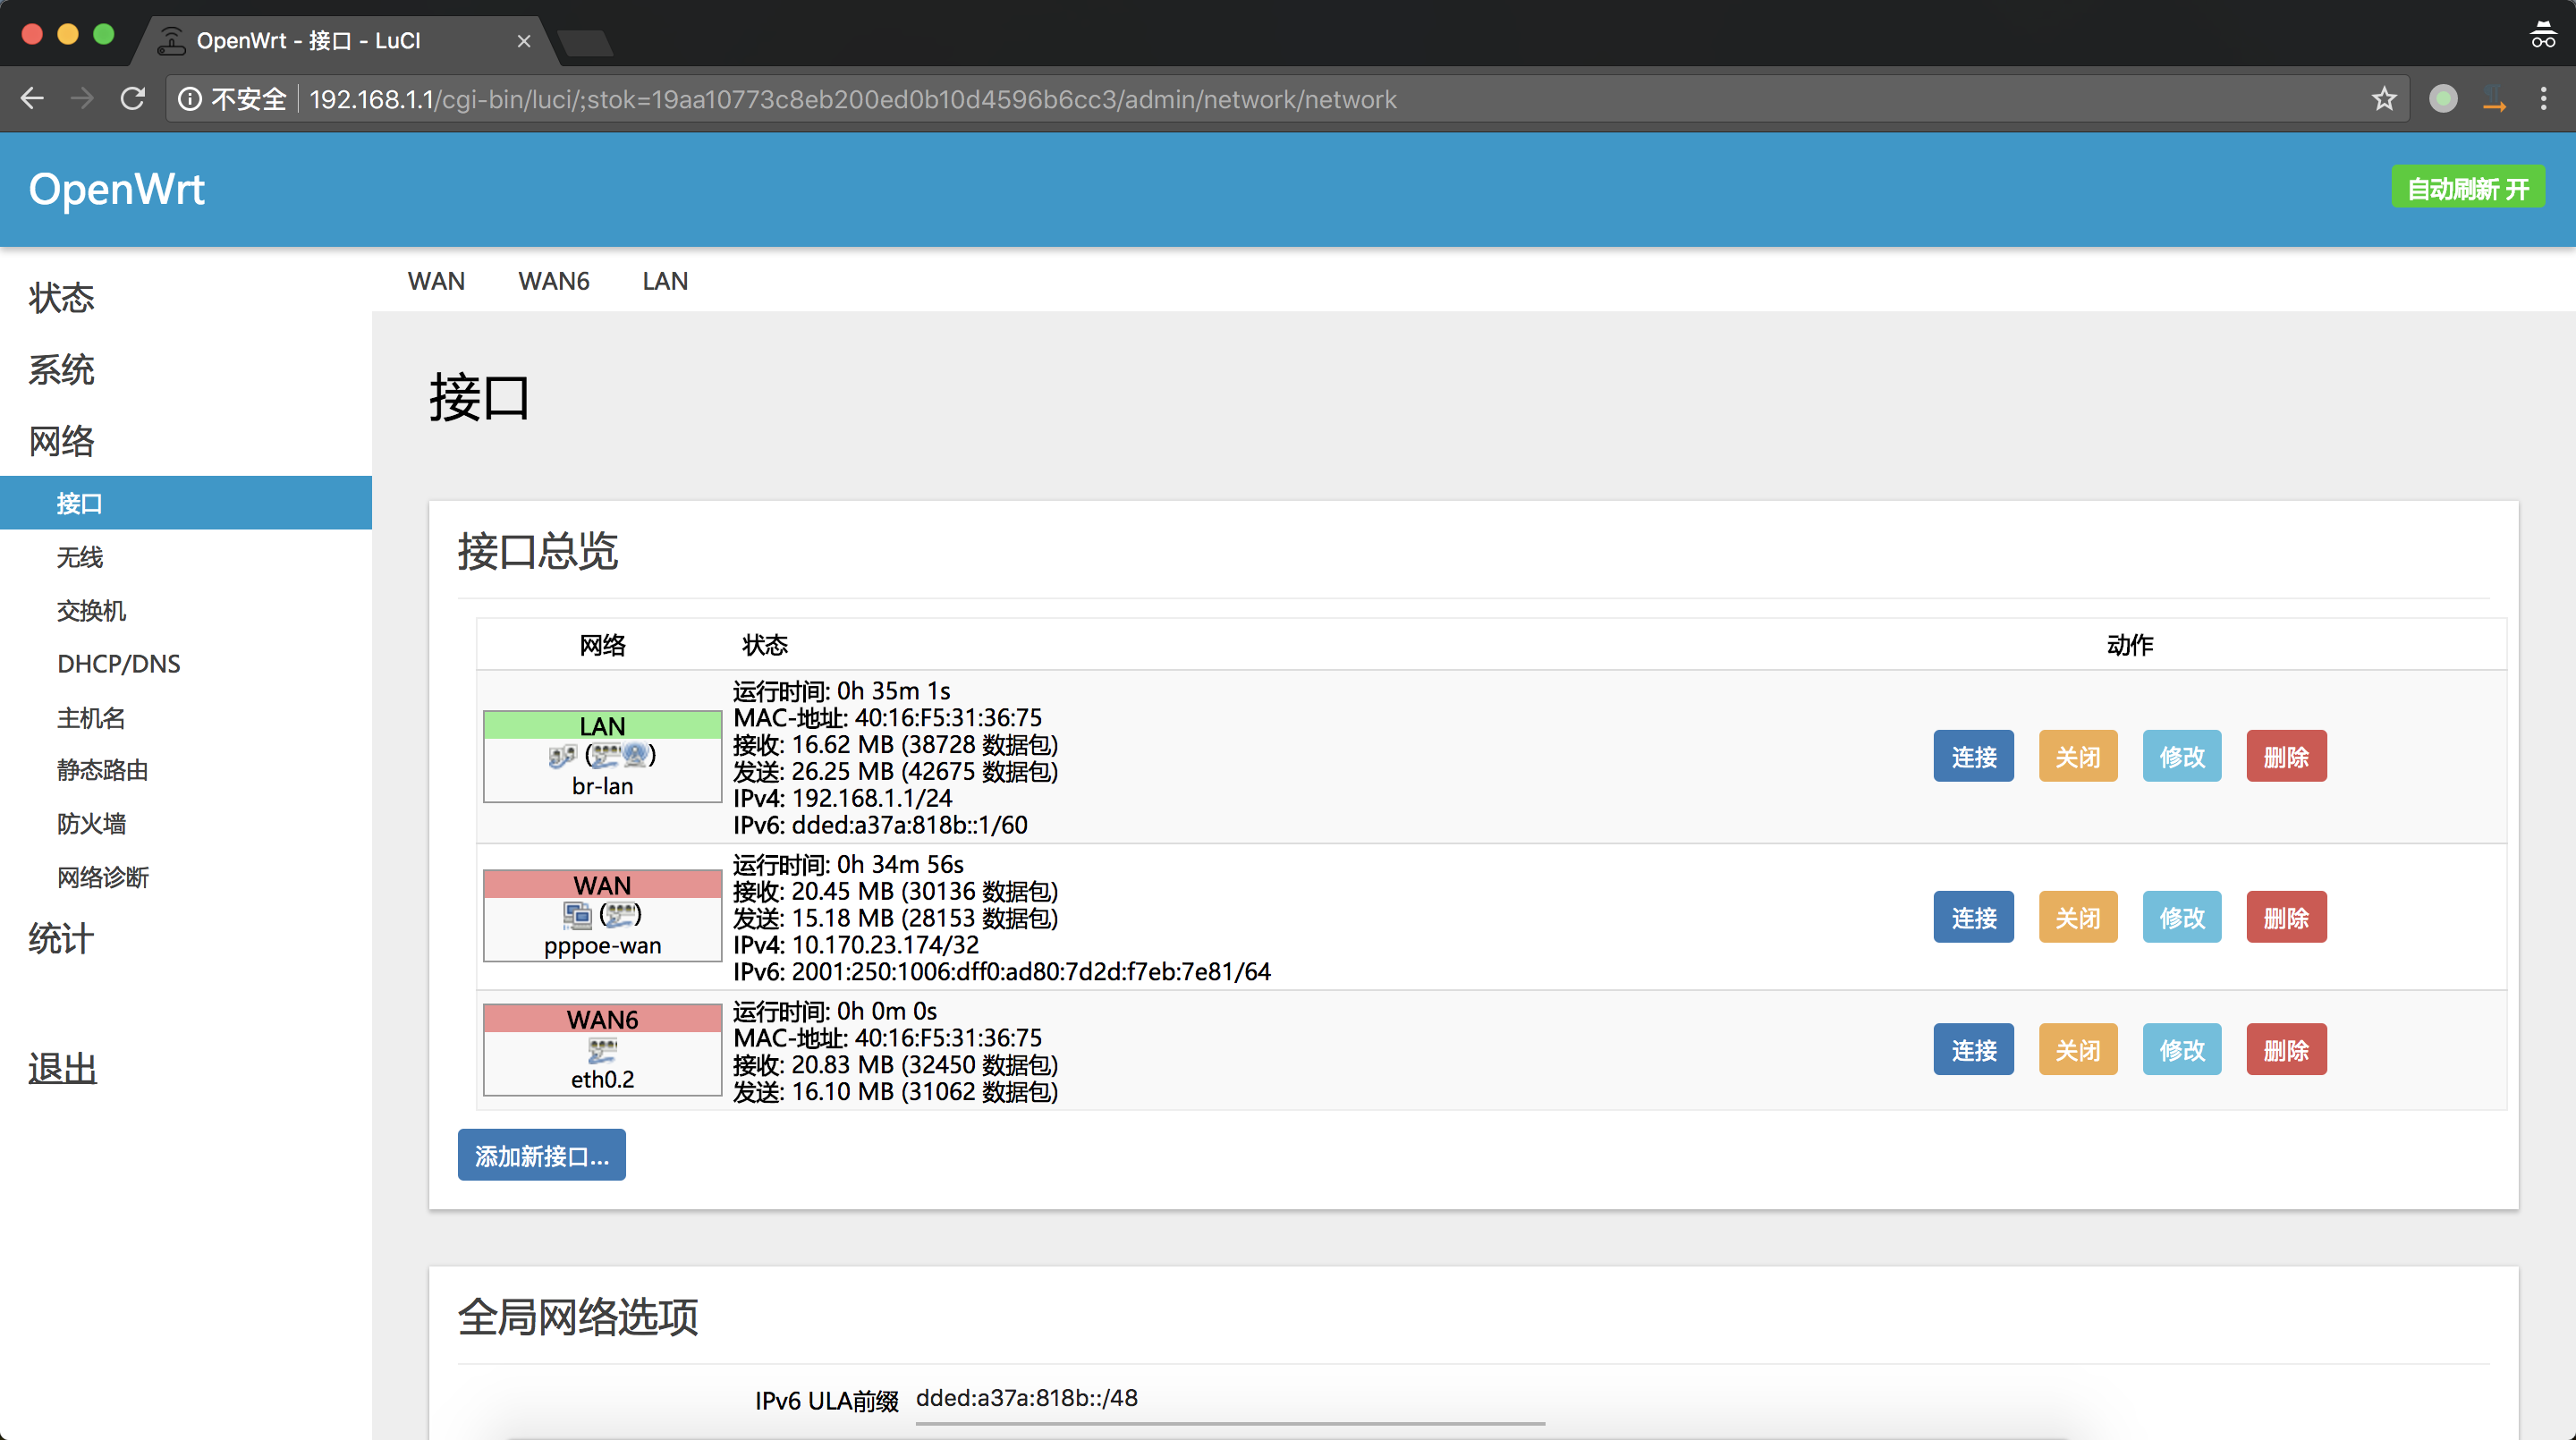 OpenWrt - 接口 - LuCI
不安全 192.168.1.1/cgi-bin/luci/;stok=19aa10773c8eb200ed0b10d4596b6cc3/admin/network/network
OpenWrt
自动刷新 开
状态
系统
网络
接口
无线
交换机
DHCP/DNS
主机名
静态路由
防火墙
网络诊断
统计
退出
WAN WAN6 LAN
接口
接口总览
网络 状态 动作
LAN
( )
br-lan
运行时间: 0h 35m 1s
MAC-地址: 40:16:F5:31:36:75
接收: 16.62 MB (38728 数据包)
发送: 26.25 MB (42675 数据包)
IPv4: 192.168.1.1/24
IPv6: dded:a37a:818b::1/60
连接 关闭 修改 删除
WAN
( )
pppoe-wan
运行时间: 0h 34m 56s
接收: 20.45 MB (30136 数据包)
发送: 15.18 MB (28153 数据包)
IPv4: 10.170.23.174/32
IPv6: 2001:250:1006:dff0:ad80:7d2d:f7eb:7e81/64
连接 关闭 修改 删除
WAN6
eth0.2
运行时间: 0h 0m 0s
MAC-地址: 40:16:F5:31:36:75
接收: 20.83 MB (32450 数据包)
发送: 16.10 MB (31062 数据包)
连接 关闭 修改 删除
添加新接口...
全局网络选项
IPv6 ULA前缀 dded:a37a:818b::/48